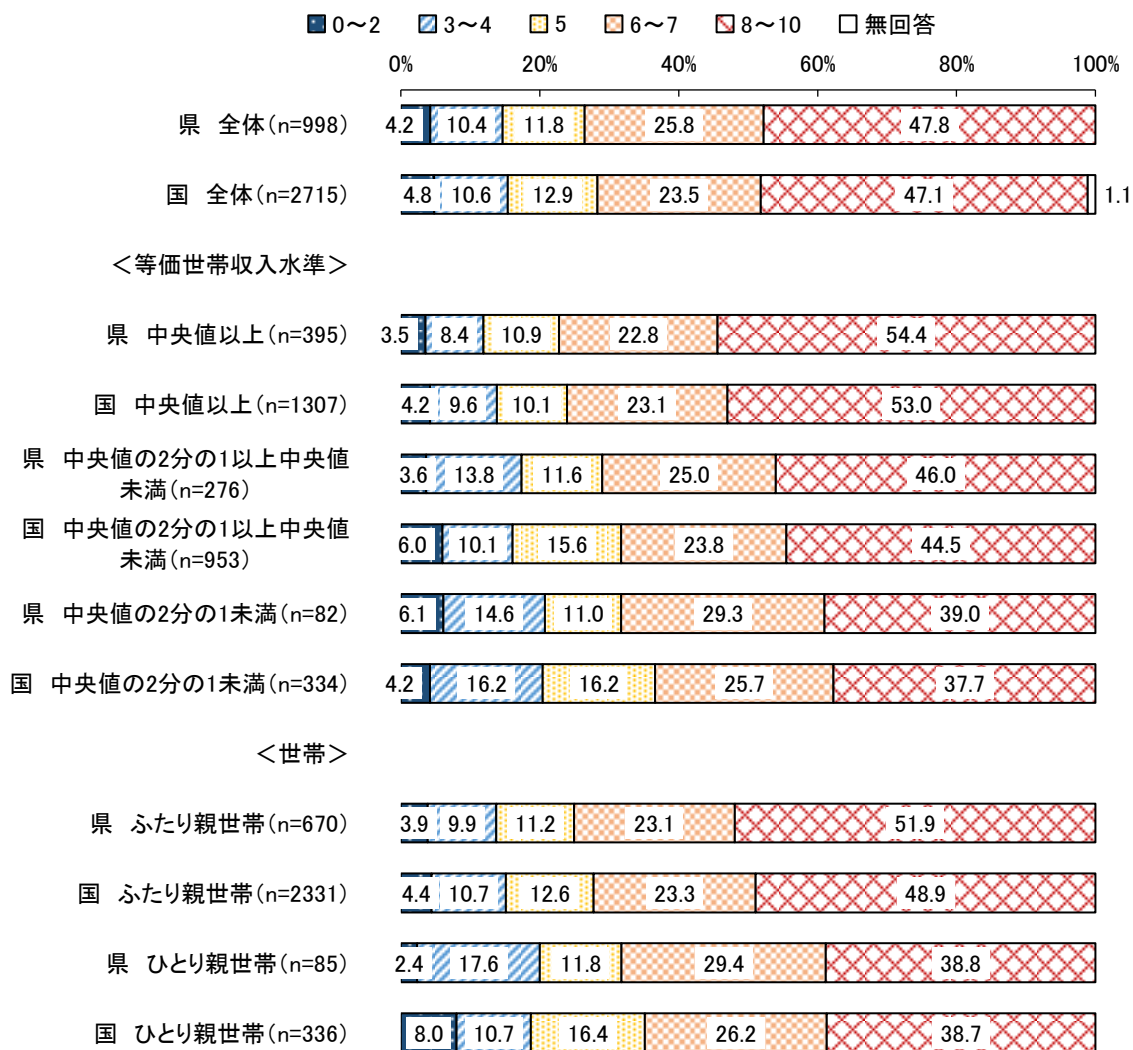 0~2 3~4 5 6~7 8~10 無回答
0% 20% 40% 60% 80% 100%
県 全体(n=998) 4.2 10.4 11.8 25.8 47.8
国 全体(n=2715) 4.8 10.6 12.9 23.5 47.1 1.1
<等価世帯収入水準>
県 中央値以上(n=395) 3.5 8.4 10.9 22.8 54.4
国 中央値以上(n=1307) 4.2 9.6 10.1 23.1 53.0
県 中央値の2分の1以上中央値
未満(n=276) 3.6 13.8 11.6 25.0 46.0
国 中央値の2分の1以上中央値
未満(n=953) 6.0 10.1 15.6 23.8 44.5
県 中央値の2分の1未満(n=82) 6.1 14.6 11.0 29.3 39.0
国 中央値の2分の1未満(n=334) 4.2 16.2 16.2 25.7 37.7
<世帯>
県 ふたり親世帯(n=670) 3.9 9.9 11.2 23.1 51.9
国 ふたり親世帯(n=2331) 4.4 10.7 12.6 23.3 48.9
県 ひとり親世帯(n=85) 2.4 17.6 11.8 29.4 38.8
国 ひとり親世帯(n=336) 8.0 10.7 16.4 26.2 38.7